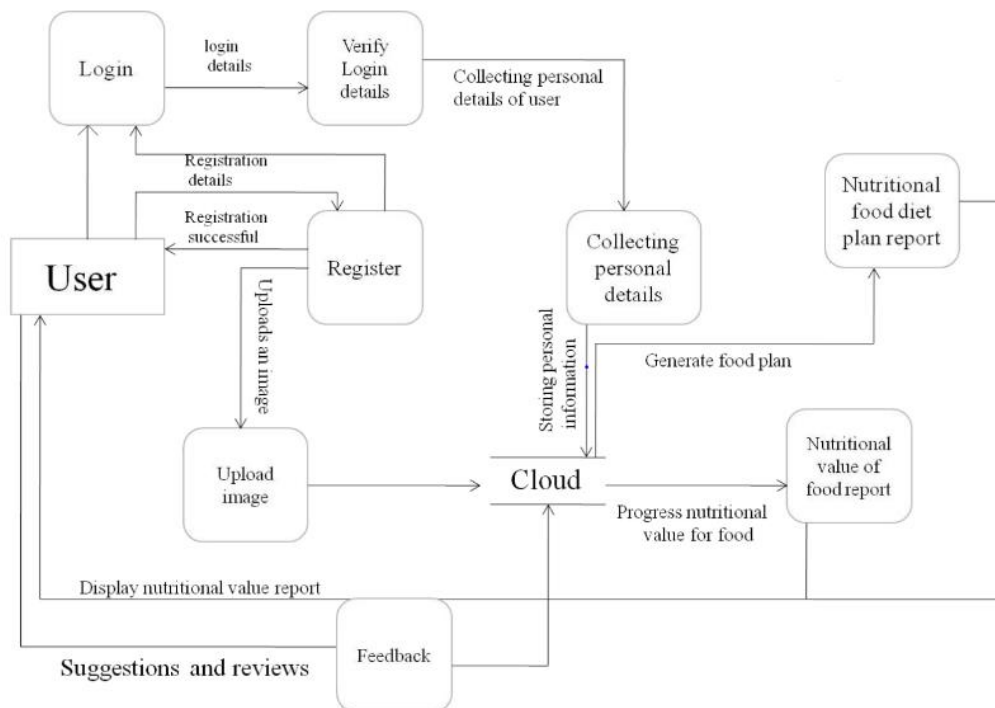 Login
login
details
Verify
Login
details
Collecting personal
details of user
Registration
details
Registration
successful
User
Register
Collecting
personal
details
Nutritional
food diet
plan report
Uploads an image
Storing personal
information
Generate food plan
Upload
image
Cloud
Nutritional
value of
food report
Progress nutritional
value for food
Display nutritional value report
Feedback
Suggestions and reviews